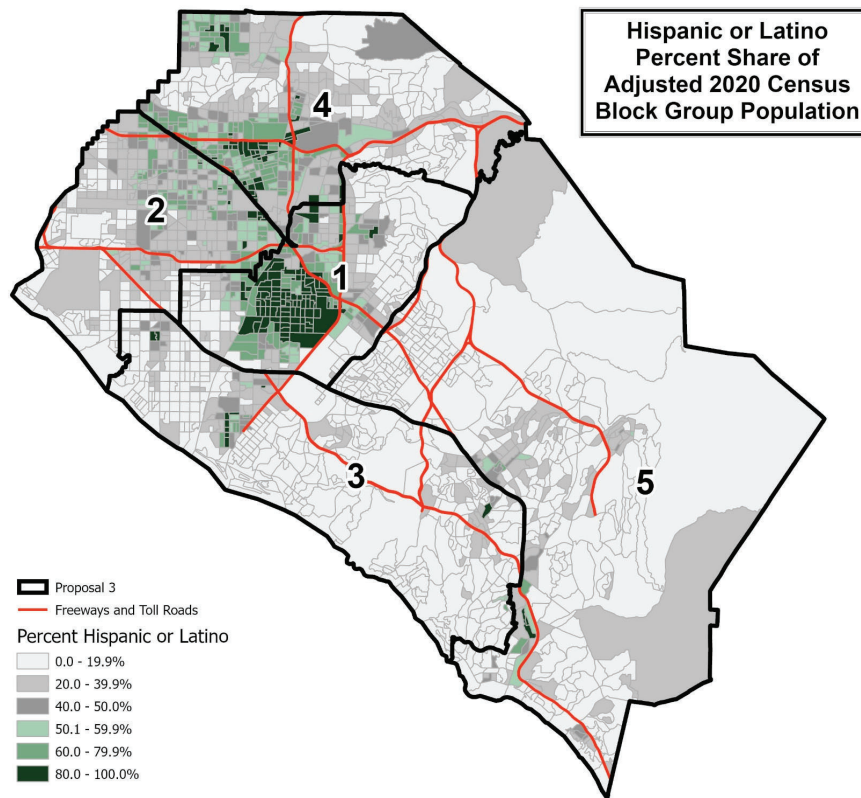 Hispanic or Latino
Percent Share of
Adjusted 2020 Census
Block Group Population
4
2
1
3
5
Proposal 3
Freeways and Toll Roads
Percent Hispanic or Latino
0.0 - 19.9%
20.0 - 39.9%
40.0 - 50.0%
50.1 - 59.9%
60.0 - 79.9%
80.0 - 100.0%